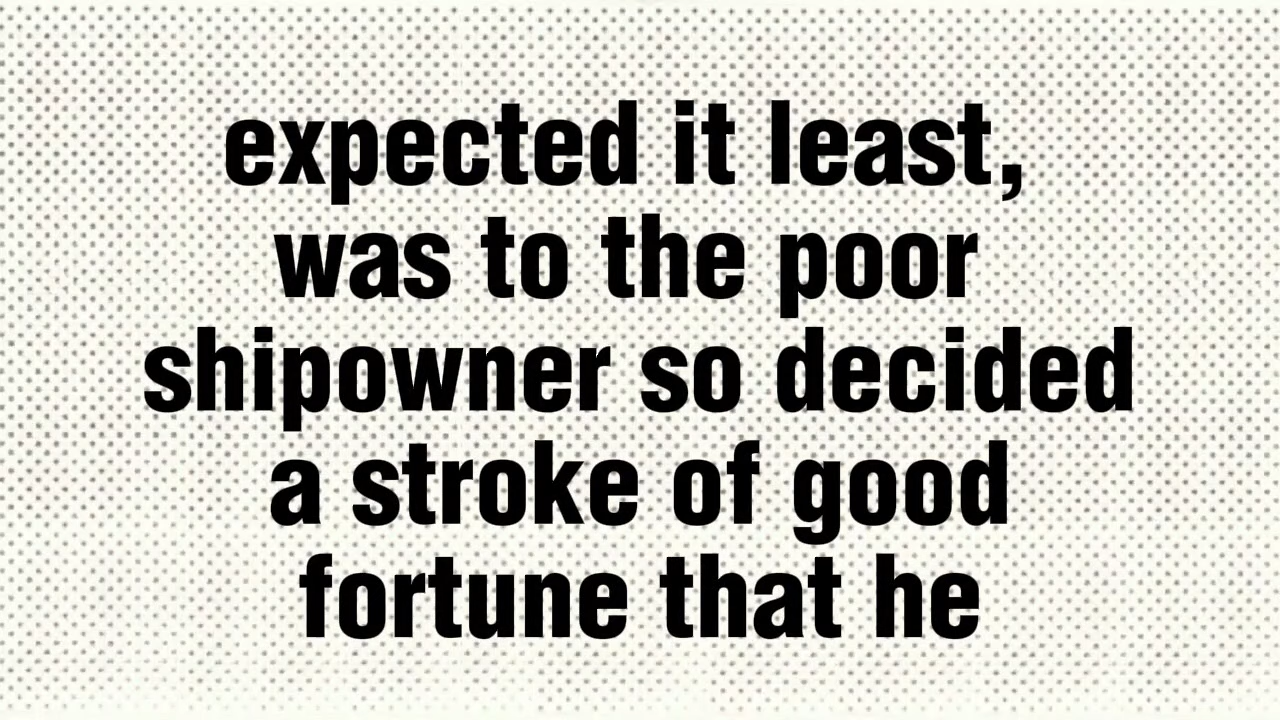 expected it least,
was to the poor
shipowner so decided
a stroke of good
fortune that he